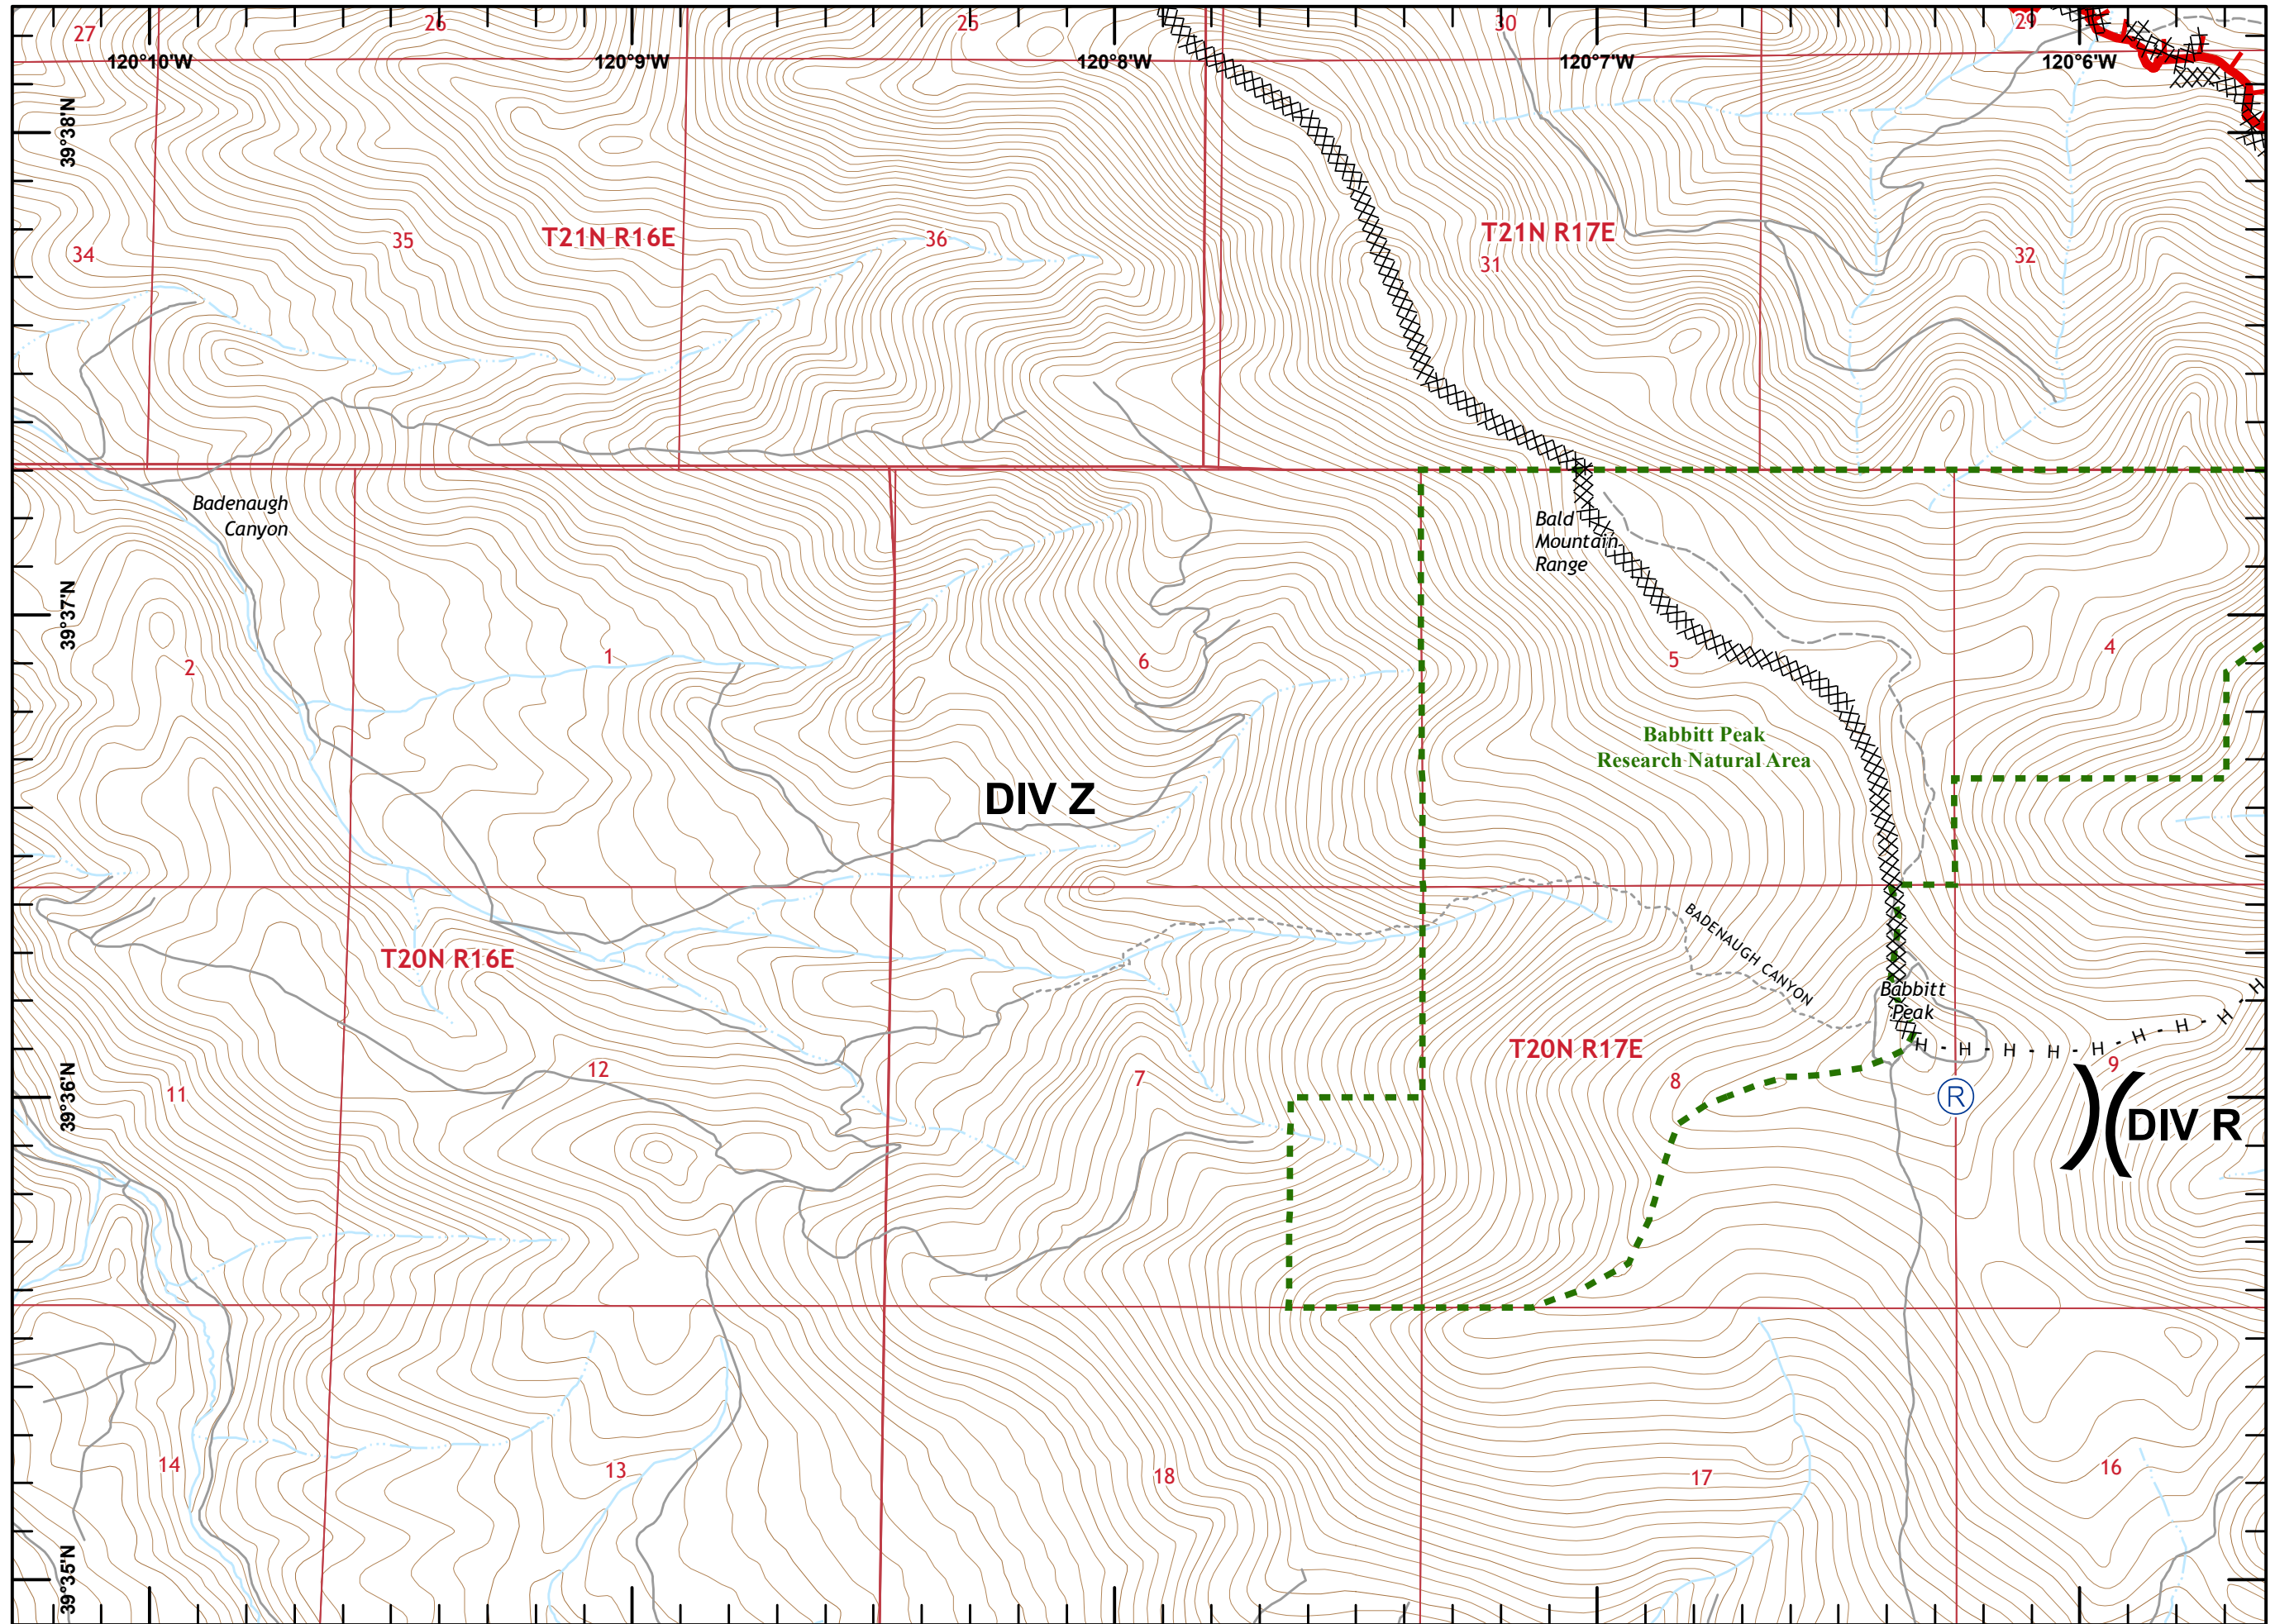 27
26
25
30
29
120°10'W
120°9'W
120°8'W
120°7'W
120°6'W
39°38'N
34
35
T21N R16E
36
T21N R17E
31
32
Badenaugh
Canyon
Bald
Mountain
Range
39°37'N
2
1
6
5
4
Babbitt Peak
Research Natural Area
DIV Z
T20N R16E
BADENAUGH CANYON
Babbitt
Peak
H - H - H - H - H - H - H - H - H
T20N R17E
39°36'N
11
12
7
8
9
R
DIV R
14
13
18
17
16
39°35'N